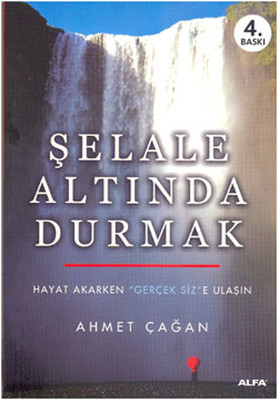 4.
BASKI
ŞELALE
ALTINDA
DURMAK
HAYAT AKARKEN "GERÇEK SİZ"E ULAŞIN
AHMET ÇAĞAN
ALFA